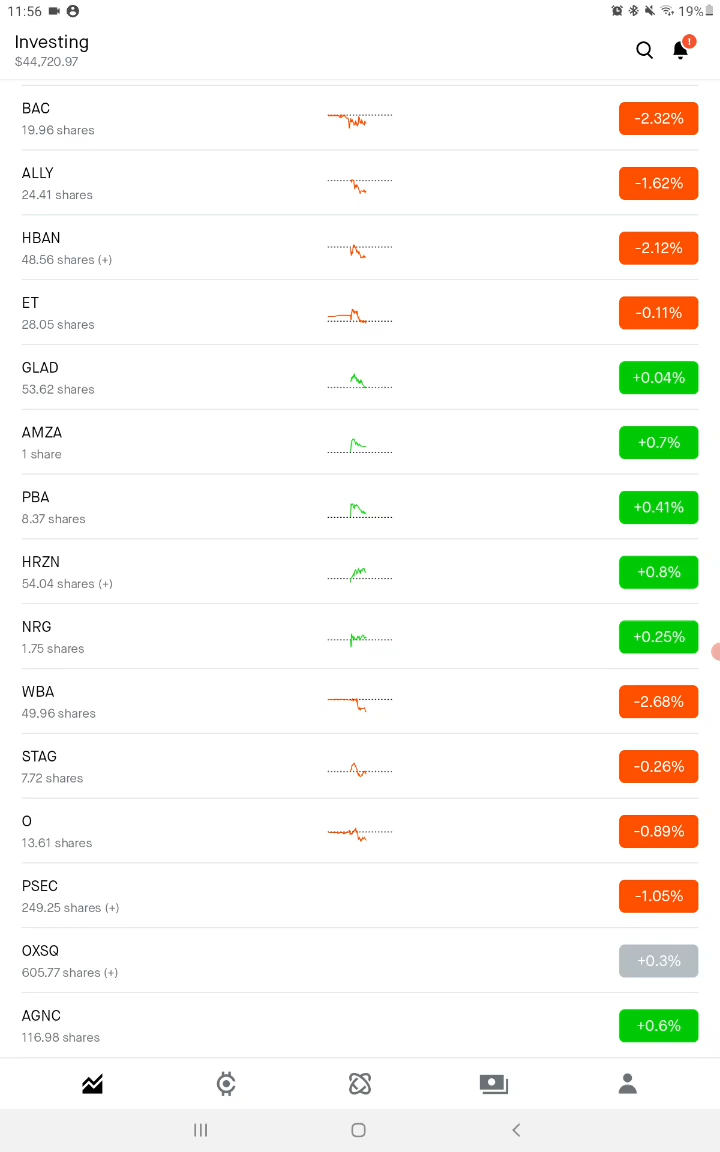 11:56
19%
Investing
$44,720.97
!
BAC
19.96 shares
-2.32%
ALLY
24.41 shares
-1.62%
HBAN
48.56 shares (+)
-2.12%
ET
28.05 shares
-0.11%
GLAD
53.62 shares
+0.04%
AMZA
1 share
+0.7%
PBA
8.37 shares
+0.41%
HRZN
54.04 shares (+)
+0.8%
NRG
1.75 shares
+0.25%
WBA
49.96 shares
-2.68%
STAG
7.72 shares
-0.26%
O
13.61 shares
-0.89%
PSEC
249.25 shares (+)
-1.05%
OXSQ
605.77 shares (+)
+0.3%
AGNC
116.98 shares
+0.6%